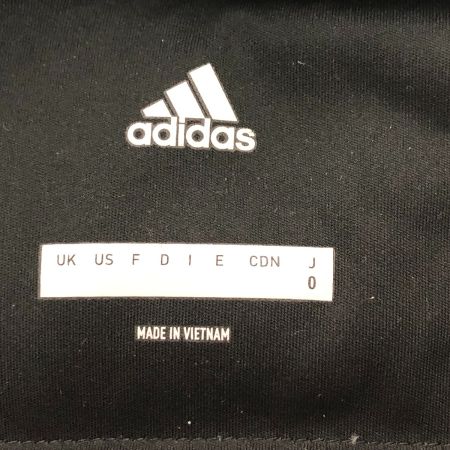 adidas
UK US F D I E CDN J
O
MADE IN VIETNAM